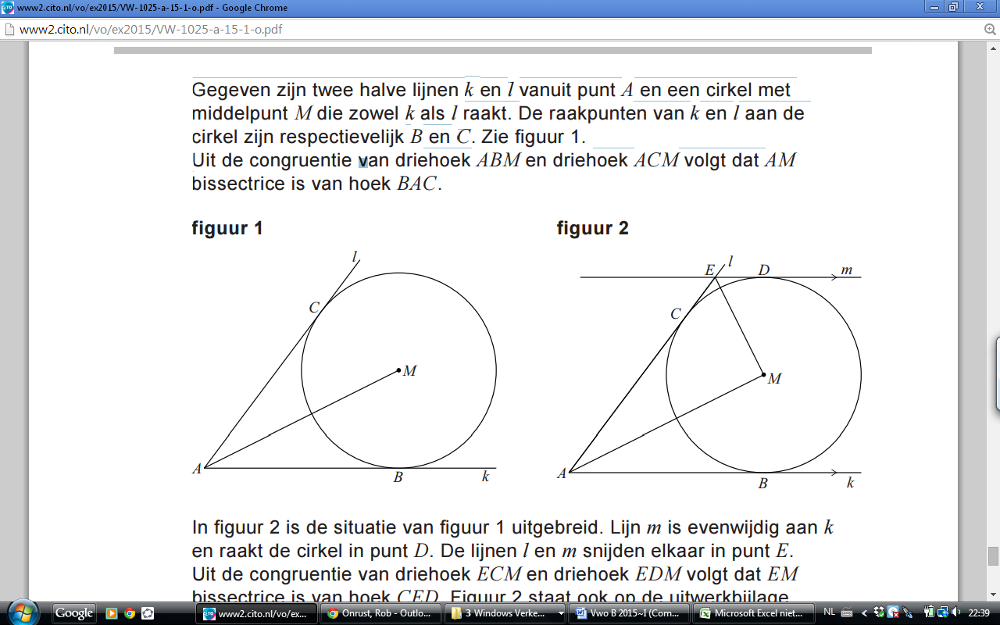 www2.cito.nl/vo/ex2015/VW-1025-a-15-1-o.pdf - Google Chrome
www2.cito.nl/vo/ex2015/VW-1025-a-15-1-o.pdf
Gegeven zijn twee halve lijnen k en l vanuit punt A en een cirkel met
middelpunt M die zowel k als l raakt. De raakpunten van k en l aan de
cirkel zijn respectievelijk B en C. Zie figuur 1.
Uit de congruentie van driehoek ABM en driehoek ACM volgt dat AM
bissectrice is van hoek BAC.
figuur 1
l
C
M
A
B
k
figuur 2
E
l
D
m
C
M
A
B
k
In figuur 2 is de situatie van figuur 1 uitgebreid. Lijn m is evenwijdig aan k
en raakt de cirkel in punt D. De lijnen l en m snijden elkaar in punt E.
Uit de congruentie van driehoek ECM en driehoek EDM volgt dat EM
bissectrice is van hoek CED. Figuur 2 staat ook op de uitwerkbijlage
Google
www2.cito.nl/vo/ex...
Onrust, Rob - Outlo...
3 Windows Verke...
Vwo B 2015~I (Com...
Microsoft Excel niet...
NL
22:39